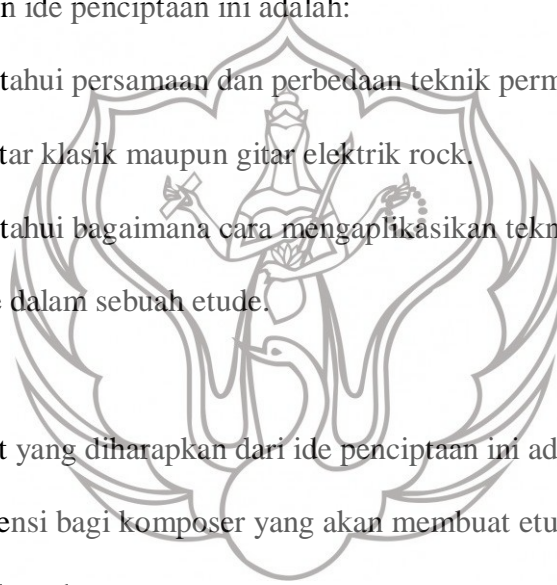 n ide penciptaan ini adalah:
tahui persamaan dan perbedaan teknik perm
tar klasik maupun gitar elektrik rock.
tahui bagaimana cara mengaplikasikan tekn
dalam sebuah etude.
t yang diharapkan dari ide penciptaan ini ad
ensi bagi komposer yang akan membuat etu